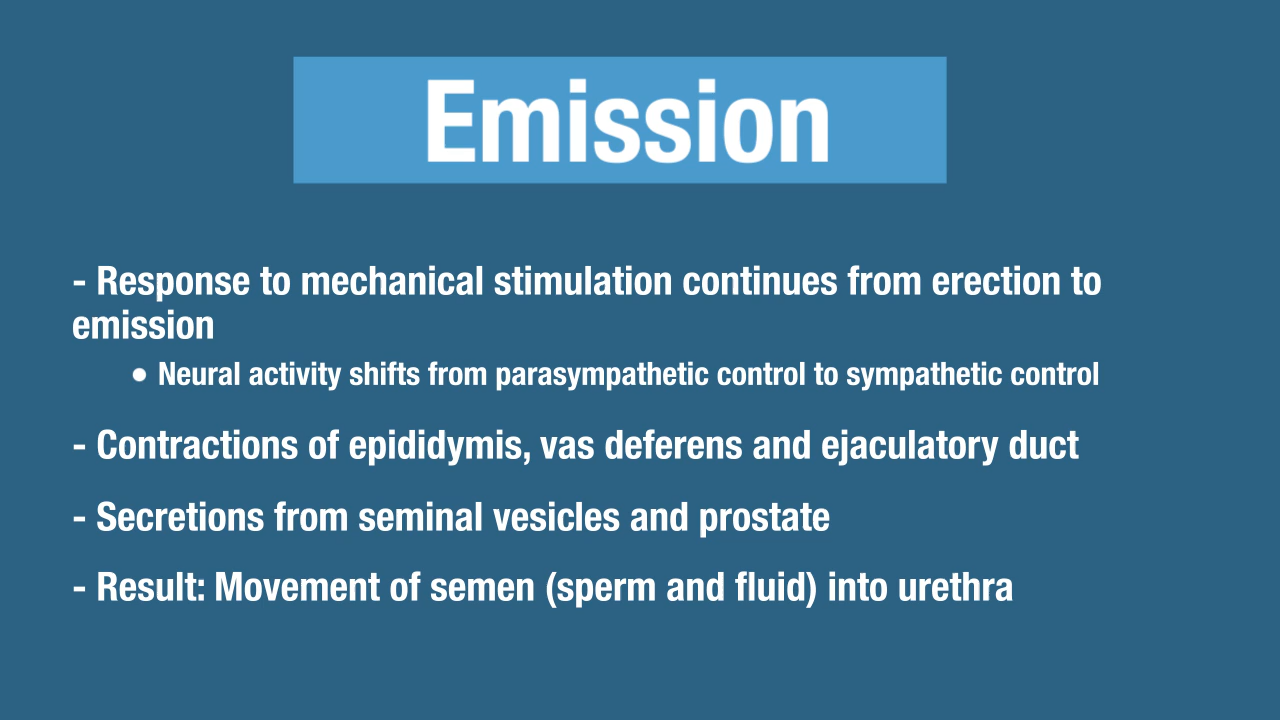 Emission
- Response to mechanical stimulation continues from erection to
emission
• Neural activity shifts from parasympathetic control to sympathetic control
- Contractions of epididymis, vas deferens and ejaculatory duct
- Secretions from seminal vesicles and prostate
- Result: Movement of semen (sperm and fluid) into urethra